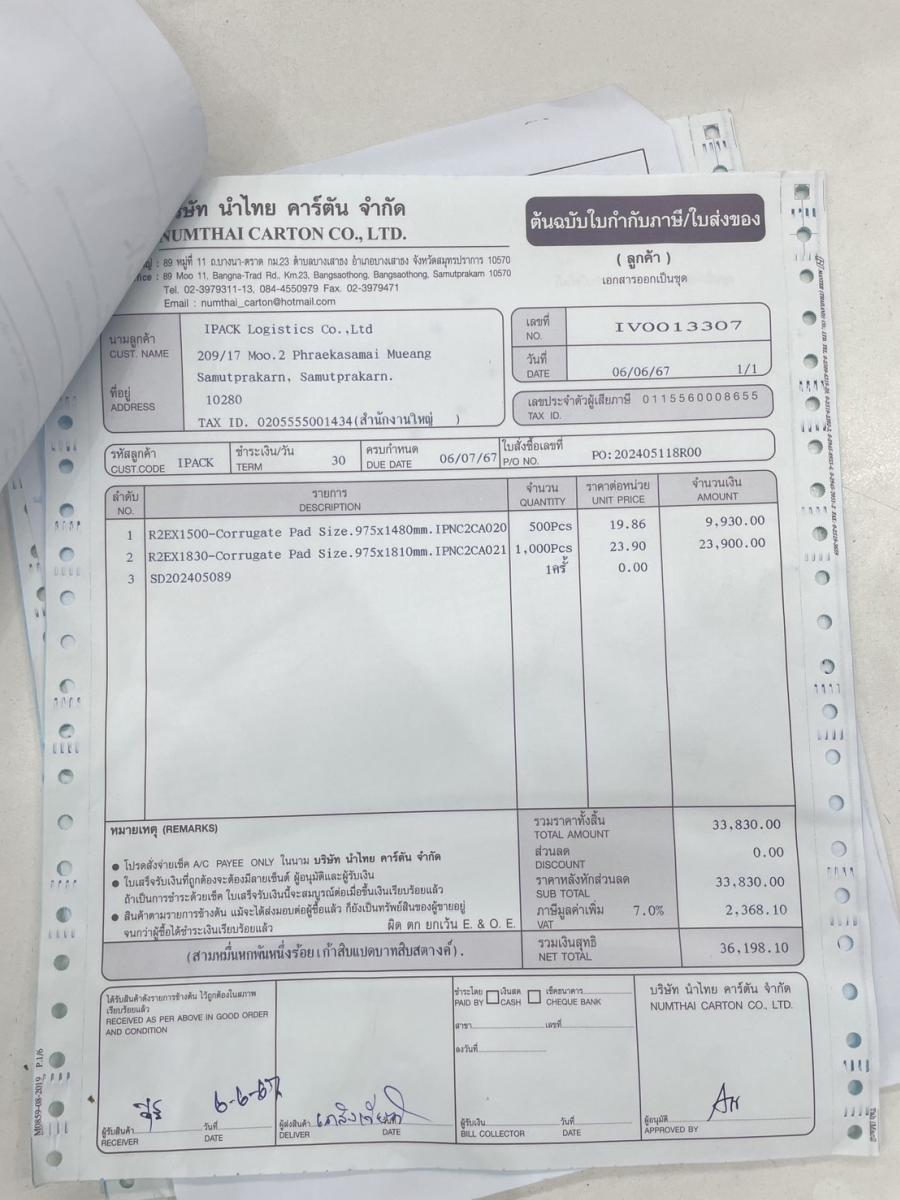 นำไทย คาร์ตัน จำกัด
NUMTHAI CARTON CO., LTD.
: 89 หมู่ที่ 11 ถ.บางนา-ตราด กม.23 ตำบลบางเสาธง อำเภอบางเสาธง จังหวัดสมุทรปราการ 10570
: 89 Moo 11, Bangna-Trad Rd., Km.23, Bangsaothong, Bangsaothong, Samutprakarn 10570
Tel. 02-3979311-13, 084-4550979 Fax. 02-3979471
Email : numthai_carton@hotmail.com
ต้นฉบับใบกำกับภาษี/ใบส่งของ
( ลูกค้า )
เอกสารออกเป็นชุด
นามลูกค้า
CUST. NAME
IPACK Logistics Co.,Ltd
209/17 Moo.2 Phraekasamai Mueang
Samutprakarn, Samutprakarn.
ที่อยู่
ADDRESS
10280
TAX ID. 0205555001434(สำนักงานใหญ่ )
เลขที่
NO.
IV0013307
วันที่
DATE
06/06/67 1/1
เลขประจำตัวผู้เสียภาษี 0115560008655
TAX ID.
รหัสลูกค้า
CUST.CODE IPACK
ชำระเงิน/วัน
TERM 30
ครบกำหนด
DUE DATE 06/07/67
ใบสั่งซื้อเลขที่
P/O NO. PO:202405118R00
ลำดับ รายการ จำนวน ราคาต่อหน่วย จำนวนเงิน
NO. DESCRIPTION QUANTITY UNIT PRICE AMOUNT
1 R2EX1500-Corrugate Pad Size.975x1480mm.IPNC2CA020 500Pcs 19.86 9,930.00
2 R2EX1830-Corrugate Pad Size.975x1810mm.IPNC2CA021 1,000Pcs 23.90 23,900.00
3 SD202405089 1ครั้ 0.00
หมายเหตุ (REMARKS)
● โปรดสั่งจ่ายเช็ค A/C PAYEE ONLY ในนาม บริษัท นำไทย คาร์ตัน จำกัด
● ใบเสร็จรับเงินที่ถูกต้องจะต้องมีลายเซ็นต์ ผู้อนุมัติและผู้รับเงิน
ถ้าเป็นการชำระด้วยเช็ค ใบเสร็จรับเงินนี้จะสมบูรณ์ต่อเมื่อขึ้นเงินเรียบร้อยแล้ว
● สินค้าตามรายการข้างต้น แม้จะได้ส่งมอบต่อผู้ซื้อแล้ว ก็ยังเป็นทรัพย์สินของผู้ขายอยู่
จนกว่าผู้ซื้อได้ชำระเงินเรียบร้อยแล้ว ผิด ตก ยกเว้น E. & O. E.
รวมราคาทั้งสิ้น
TOTAL AMOUNT 33,830.00
ส่วนลด
DISCOUNT 0.00
ราคาหลังหักส่วนลด
SUB TOTAL 33,830.00
ภาษีมูลค่าเพิ่ม 7.0%
VAT 2,368.10
(สามหมื่นหกพันหนึ่งร้อยเก้าสิบแปดบาทสิบสตางค์).
รวมเงินสุทธิ
NET TOTAL 36,198.10
ได้รับสินค้าดังรายการข้างต้น ไว้ถูกต้องในสภาพ
เรียบร้อยแล้ว
RECEIVED AS PER ABOVE IN GOOD ORDER
AND CONDITION
6-6-67
ผู้รับสินค้า วันที่
RECEIVER DATE
ผู้ส่งสินค้า
DELIVER DATE
ชำระโดย เงินสด เช็คธนาคาร
PAID BY CASH CHEQUE BANK
สาขา เลขที่
ลงวันที่
ผู้รับเงิน วันที่
BILL COLLECTOR DATE
บริษัท นำไทย คาร์ตัน จำกัด
NUMTHAI CARTON CO., LTD.
ผู้อนุมัติ
APPROVED BY
M0859-08-2019 P.1/6